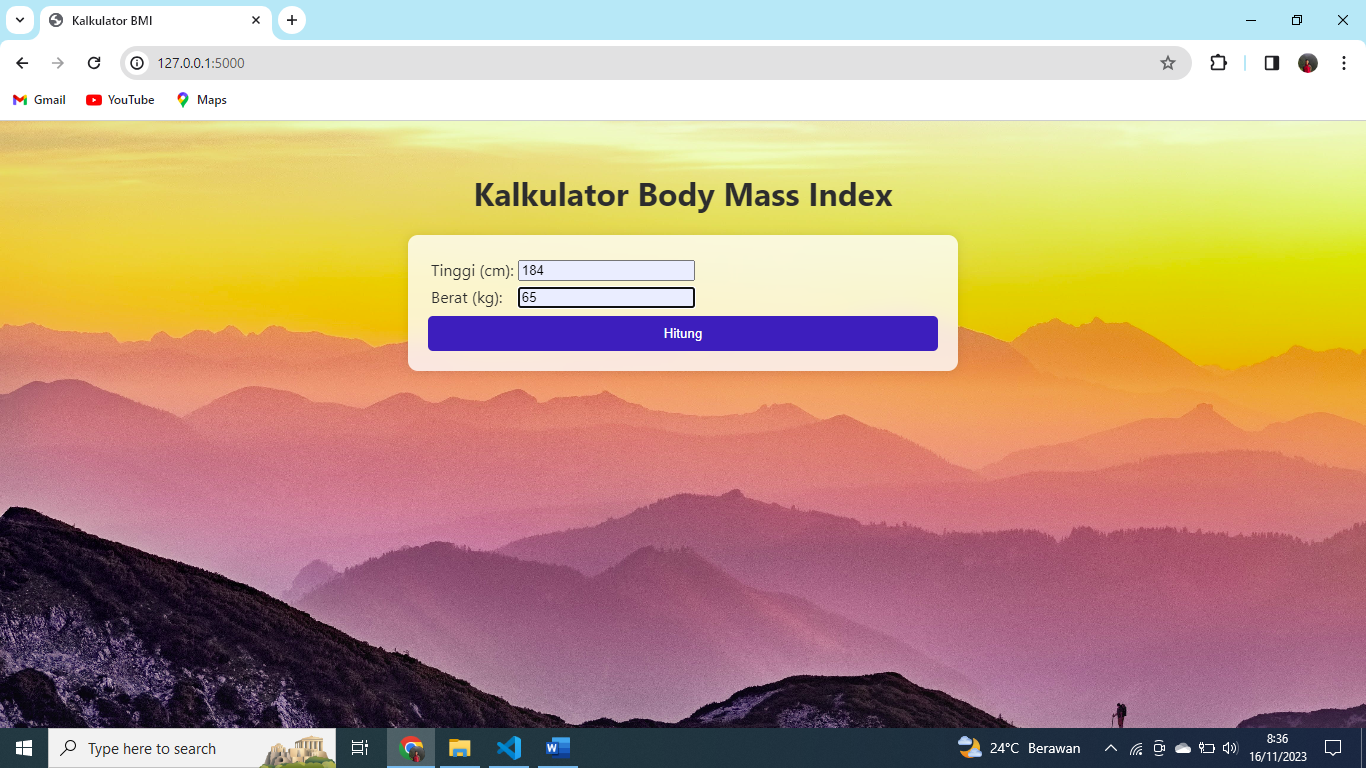 Kalkulator BMI
127.0.0.1:5000
Gmail YouTube Maps
Kalkulator Body Mass Index
Tinggi (cm): 184
Berat (kg): 65
Hitung
Type here to search
24°C Berawan
8:36
16/11/2023